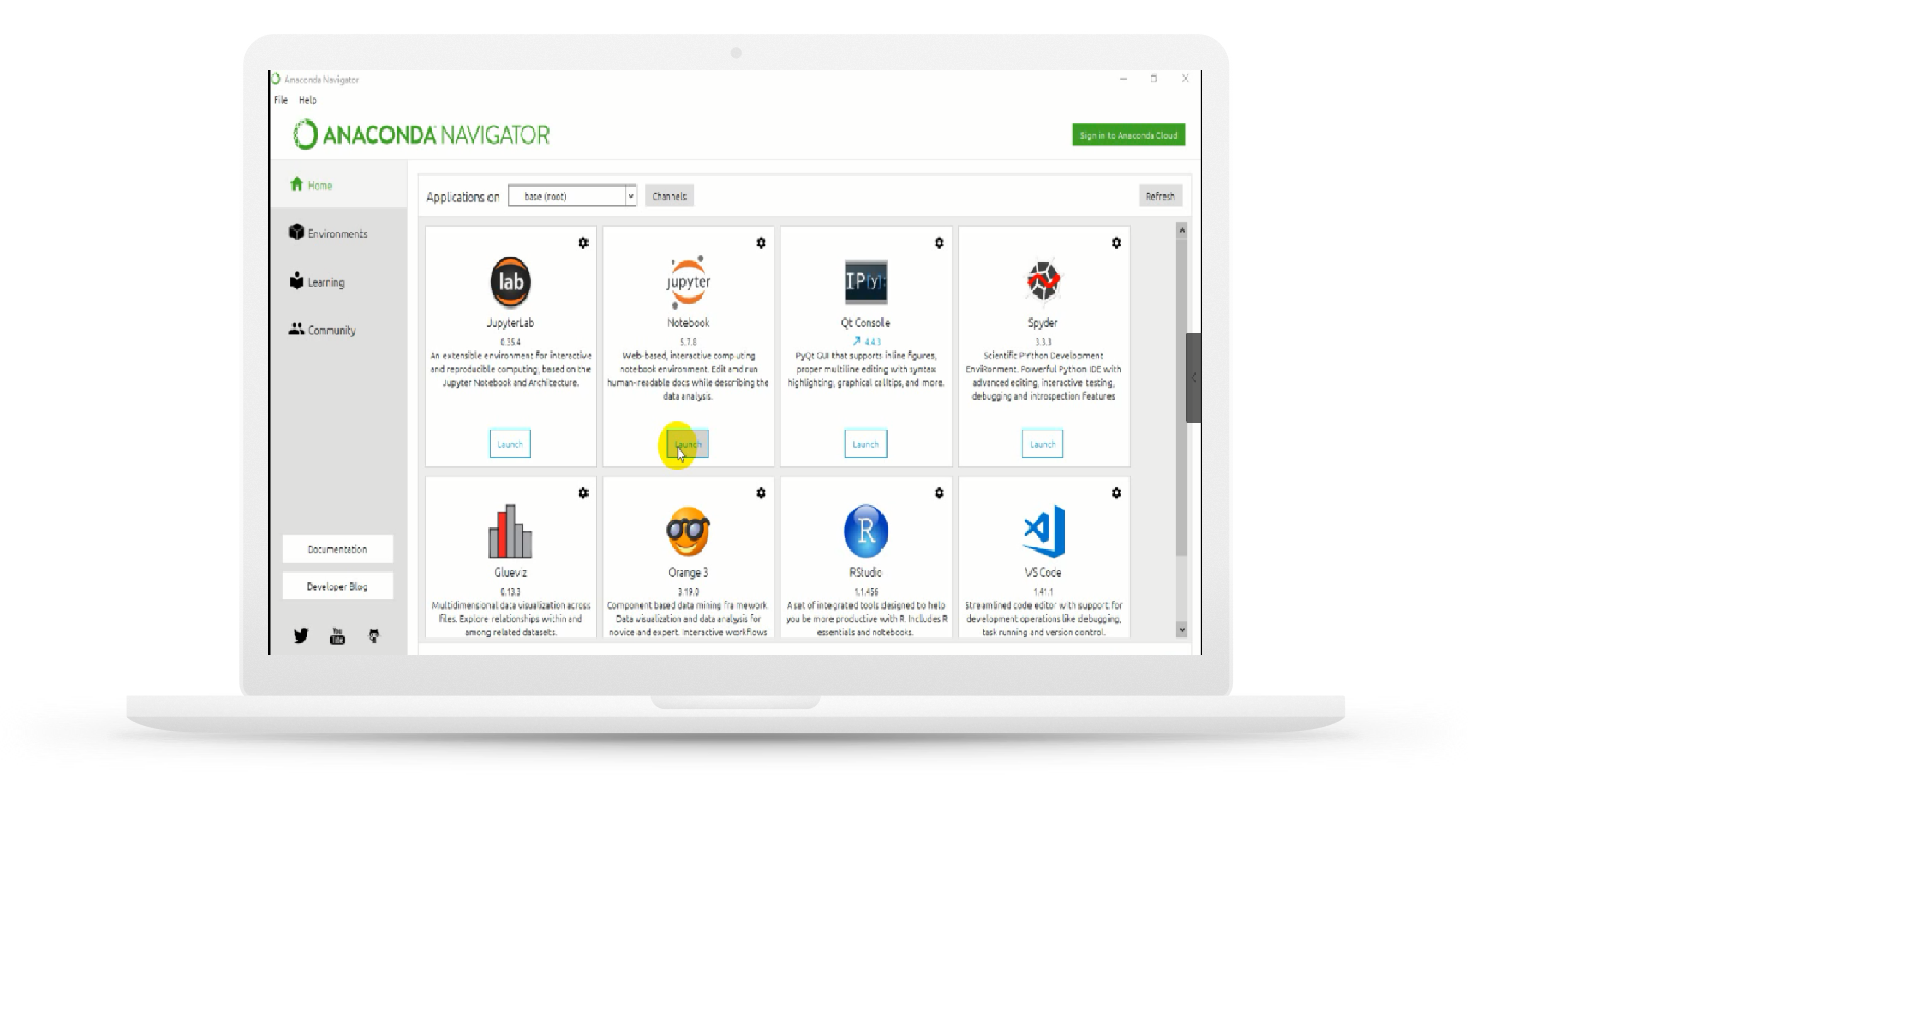 Anaconda Navigator
File Help
ANACONDA NAVIGATOR
Sign in to Anaconda Cloud
Home
Environments
Learning
Community
Documentation
Developer Blog
You
Tube
Applications on
base (root)
Channels
Refresh
lab
JupyterLab
0.35.4
An extensible environment for interactive
and reproducible computing, based on the
Jupyter Notebook and Architecture.
Launch
jupyter
Notebook
5.7.8
Web-based, interactive computing
notebook environment. Edit and run
human-readable docs while describing the
data analysis.
Launch
IP[y]:
Qt Console
4.4.3
PyQt GUI that supports inline figures,
proper multiline editing with syntax
highlighting, graphical calltips, and more.
Launch
Spyder
3.3.3
Scientific PYthon Development
EnviRonment. Powerful Python IDE with
advanced editing, interactive testing,
debugging and introspection features
Launch
Glueviz
0.13.3
Multidimensional data visualization across
files. Explore relationships within and
among related datasets.
Orange 3
3.19.0
Component based data mining framework.
Data visualization and data analysis for
novice and expert. Interactive workflows
R
RStudio
1.1.456
A set of integrated tools designed to help
you be more productive with R. Includes R
essentials and notebooks.
VS Code
1.41.1
Streamlined code editor with support for
development operations like debugging,
task running and version control.